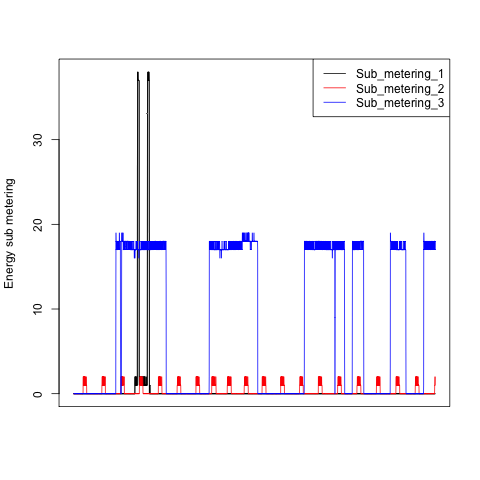 Sub_metering_1
Sub_metering_2
Sub_metering_3
Energy sub metering
30
20
10
0